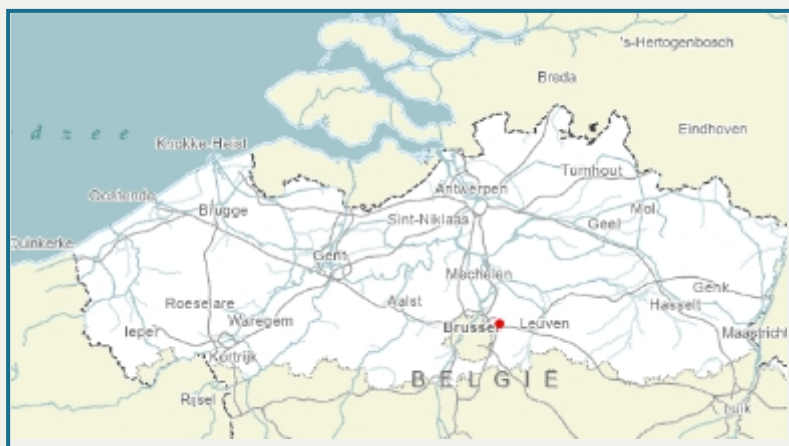 's-Hertogenbosch
Breda
d z e e
Eindhoven
Knokke-Heist
Turnhout
Oostende
Antwerpen
Brugge
Mol
Sint-Niklaas
Geel
Duinkerke
Gent
Mechelen
Genk
Roeselare
Aalst
Hasselt
Ieper
Waregem
Brussel
Leuven
Maastricht
Kortrijk
BELGIË
Rijsel
Luik